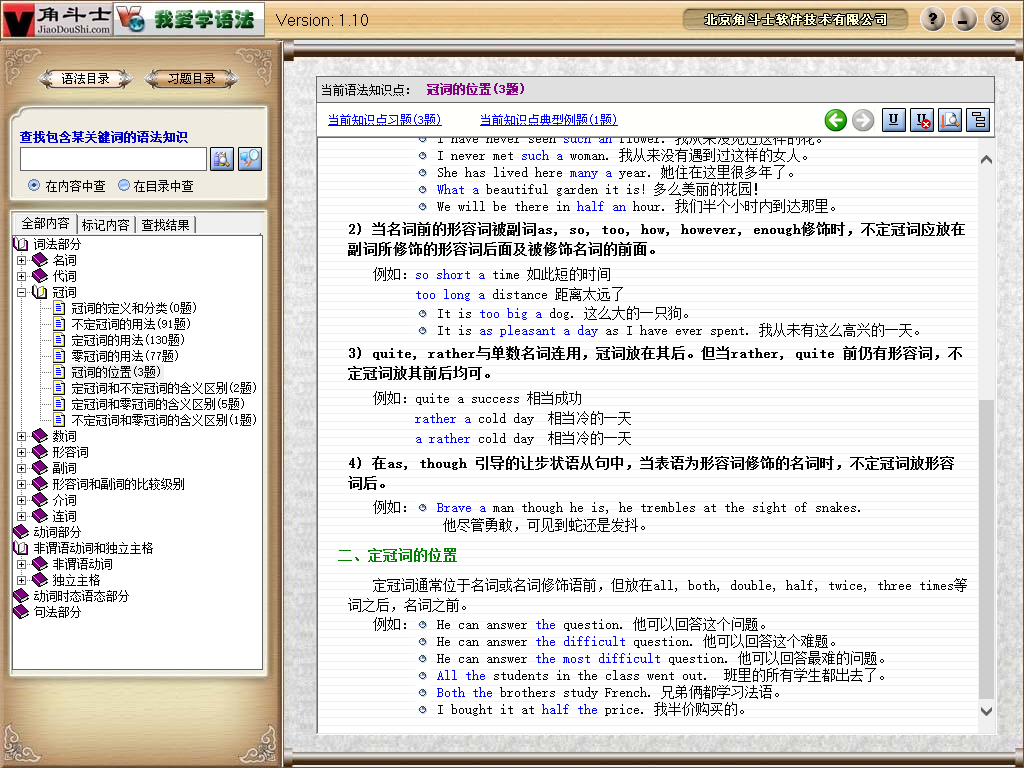 角斗士
JiaoDouShi.com
我爱学语法
Version: 1.10
北京角斗士软件技术有限公司
语法目录
习题目录
查找包含某关键词的语法知识
在内容中查
在目录中查
全部内容
标记内容
查找结果
词法部分
名词
代词
冠词
冠词的定义和分类(0题)
不定冠词的用法(91题)
定冠词的用法(130题)
零冠词的用法(77题)
冠词的位置(3题)
定冠词和不定冠词的含义区别(2题)
定冠词和零冠词的含义区别(5题)
不定冠词和零冠词的含义区别(1题)
数词
形容词
副词
形容词和副词的比较级别
介词
连词
动词部分
非谓语动词和独立主格
非谓语动词
独立主格
动词时态语态部分
句法部分
当前语法知识点： 冠词的位置(3题)
当前知识点习题(3题)
当前知识点典型例题(1题)
I have never seen such an flower. 我从来没见过这样的花。
I never met such a woman. 我从来没有遇到过这样的女人。
She has lived here many a year. 她住在这里很多年了。
What a beautiful garden it is! 多么美丽的花园！
We will be there in half an hour. 我们半个小时内到达那里。
2) 当名词前的形容词被副词as, so, too, how, however, enough修饰时，不定冠词应放在
副词所修饰的形容词后面及被修饰名词的前面。
例如：so short a time 如此短的时间
too long a distance 距离太远了
It is too big a dog. 这么大的一只狗。
It is as pleasant a day as I have ever spent. 我从未有这么高兴的一天。
3) quite, rather与单数名词连用，冠词放在其后。但当rather, quite 前仍有形容词，不
定冠词放其前后均可。
例如：quite a success 相当成功
rather a cold day 相当冷的一天
a rather cold day 相当冷的一天
4) 在as, though 引导的让步状语从句中，当表语为形容词修饰的名词时，不定冠词放形容
词后。
例如：Brave a man though he is, he trembles at the sight of snakes.
他尽管勇敢，可见到蛇还是发抖。
二、定冠词的位置
定冠词通常位于名词或名词修饰语前，但放在all, both, double, half, twice, three times等
词之后，名词之前。
例如：He can answer the question. 他可以回答这个问题。
He can answer the difficult question. 他可以回答这个难题。
He can answer the most difficult question. 他可以回答最难的问题。
All the students in the class went out. 班里的所有学生都出去了。
Both the brothers study French. 兄弟俩都学习法语。
I bought it at half the price. 我半价购买的。